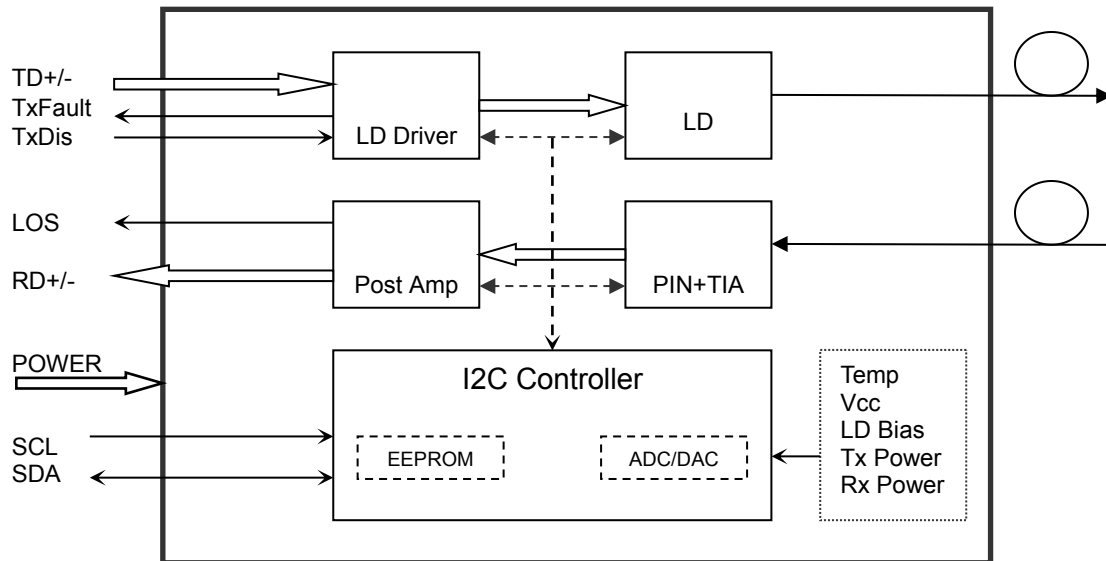 TD+/-
TxFault
TxDis
LD Driver
LD
LOS
RD+/-
Post Amp
PIN+TIA
POWER
SCL
SDA
I2C Controller
EEPROM
ADC/DAC
Temp
Vcc
LD Bias
Tx Power
Rx Power